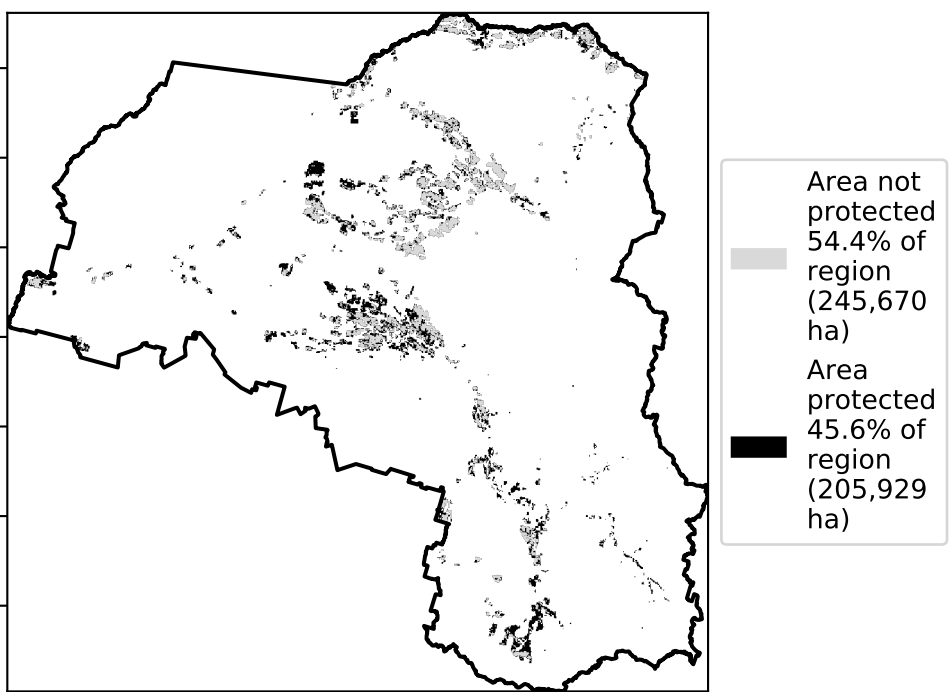 Area not
protected
54.4% of
region
(245,670
ha)
Area
protected
45.6% of
region
(205,929
ha)